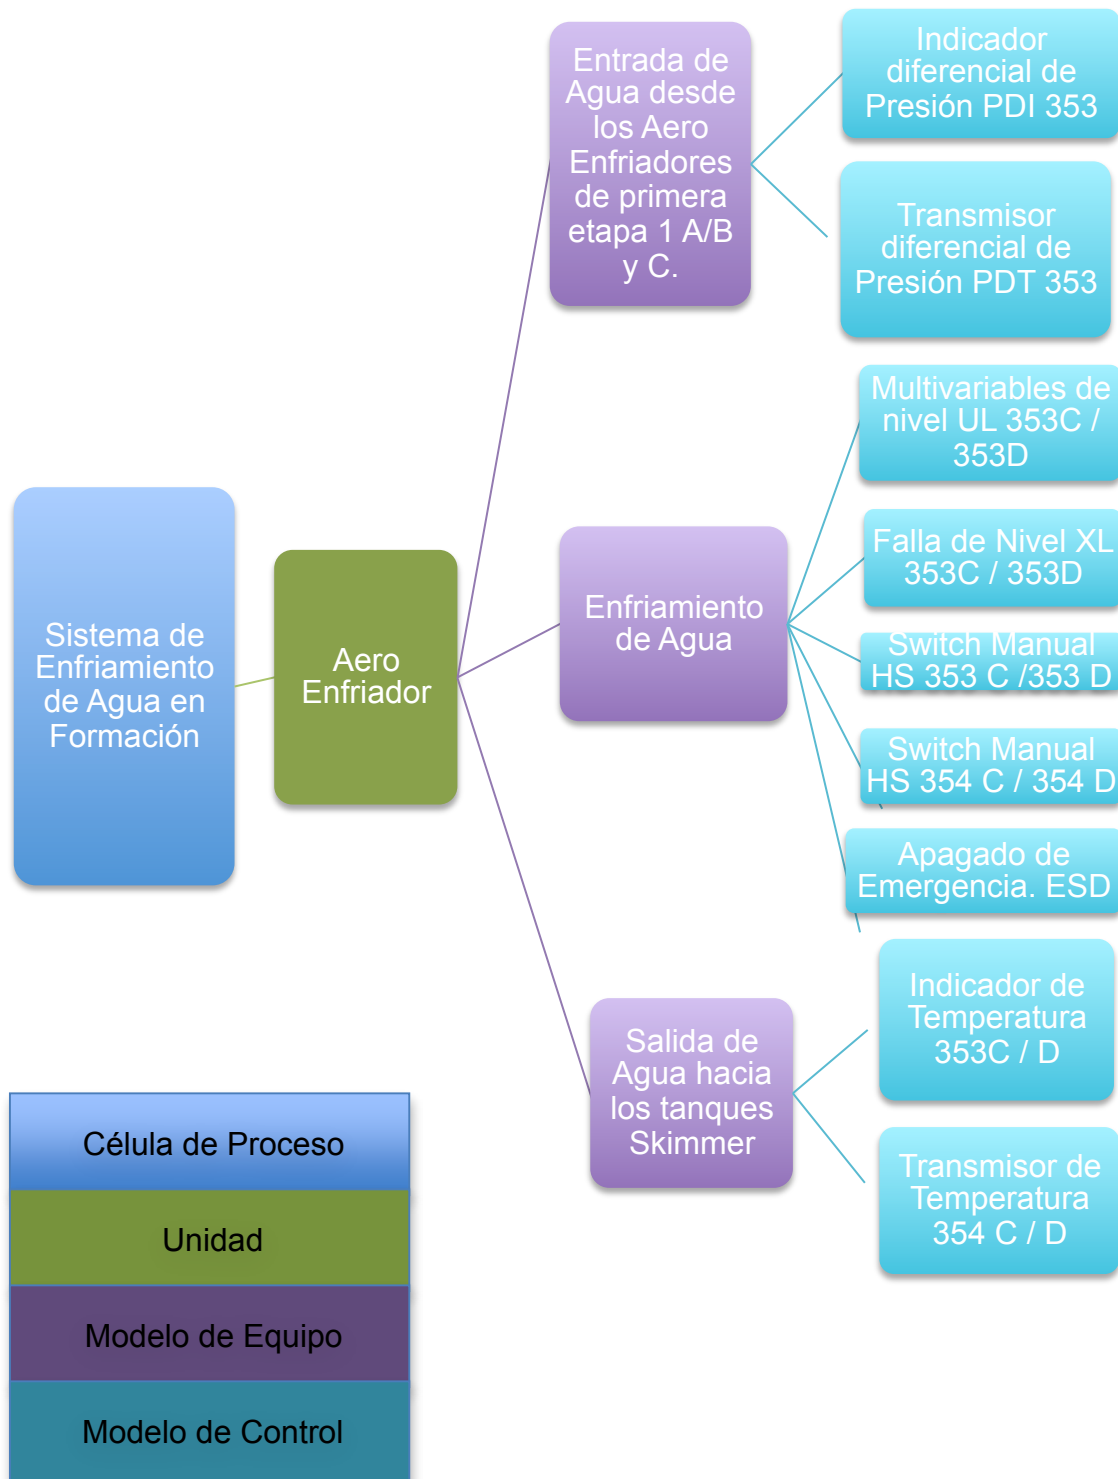 Indicador
diferencial de
Presión PDI 353
Entrada de
Agua desde
los Aero
Enfriadores
de primera
etapa 1 A/B
y C.
Transmisor
diferencial de
Presión PDT 353
Multivariables de
nivel UL 353C /
353D
Falla de Nivel XL
353C / 353D
Enfriamiento
de Agua
Sistema de
Enfriamiento
de Agua en
Formación
Aero
Enfriador
Switch Manual
HS 353 C /353 D
Switch Manual
HS 354 C / 354 D
Apagado de
Emergencia. ESD
Indicador de
Temperatura
353C / D
Salida de
Agua hacia
los tanques
Skimmer
Transmisor de
Temperatura
354 C / D
Célula de Proceso
Unidad
Modelo de Equipo
Modelo de Control